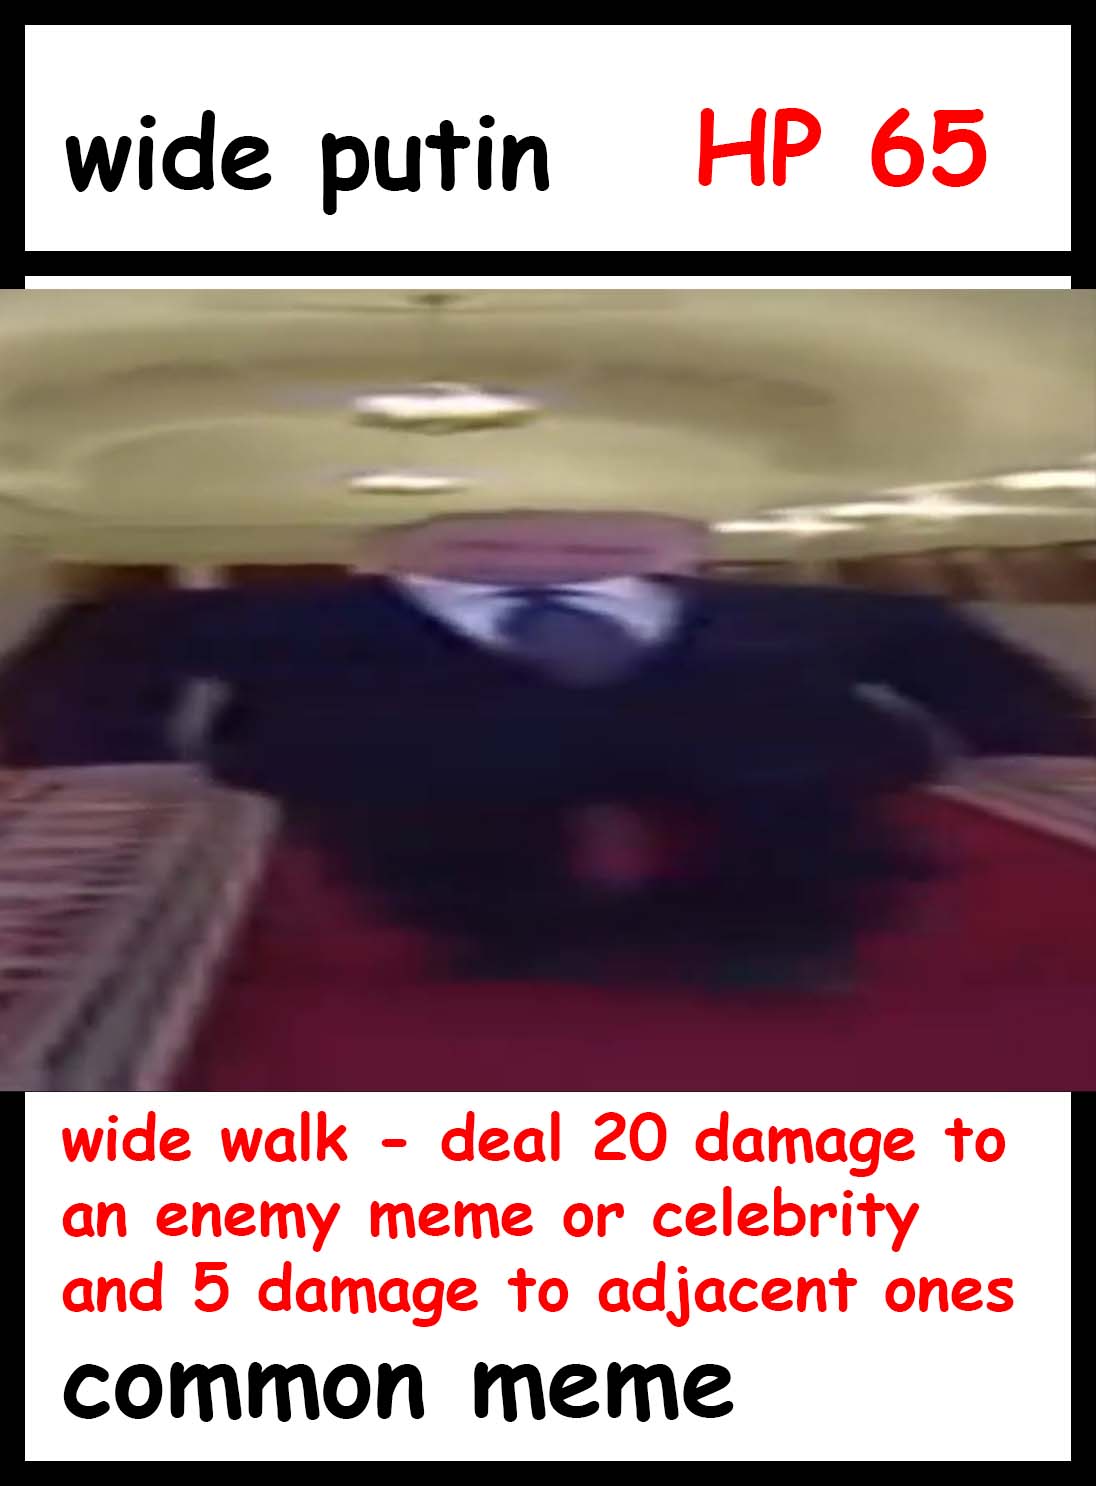 wide putin HP 65
wide walk - deal 20 damage to
an enemy meme or celebrity
and 5 damage to adjacent ones
common meme